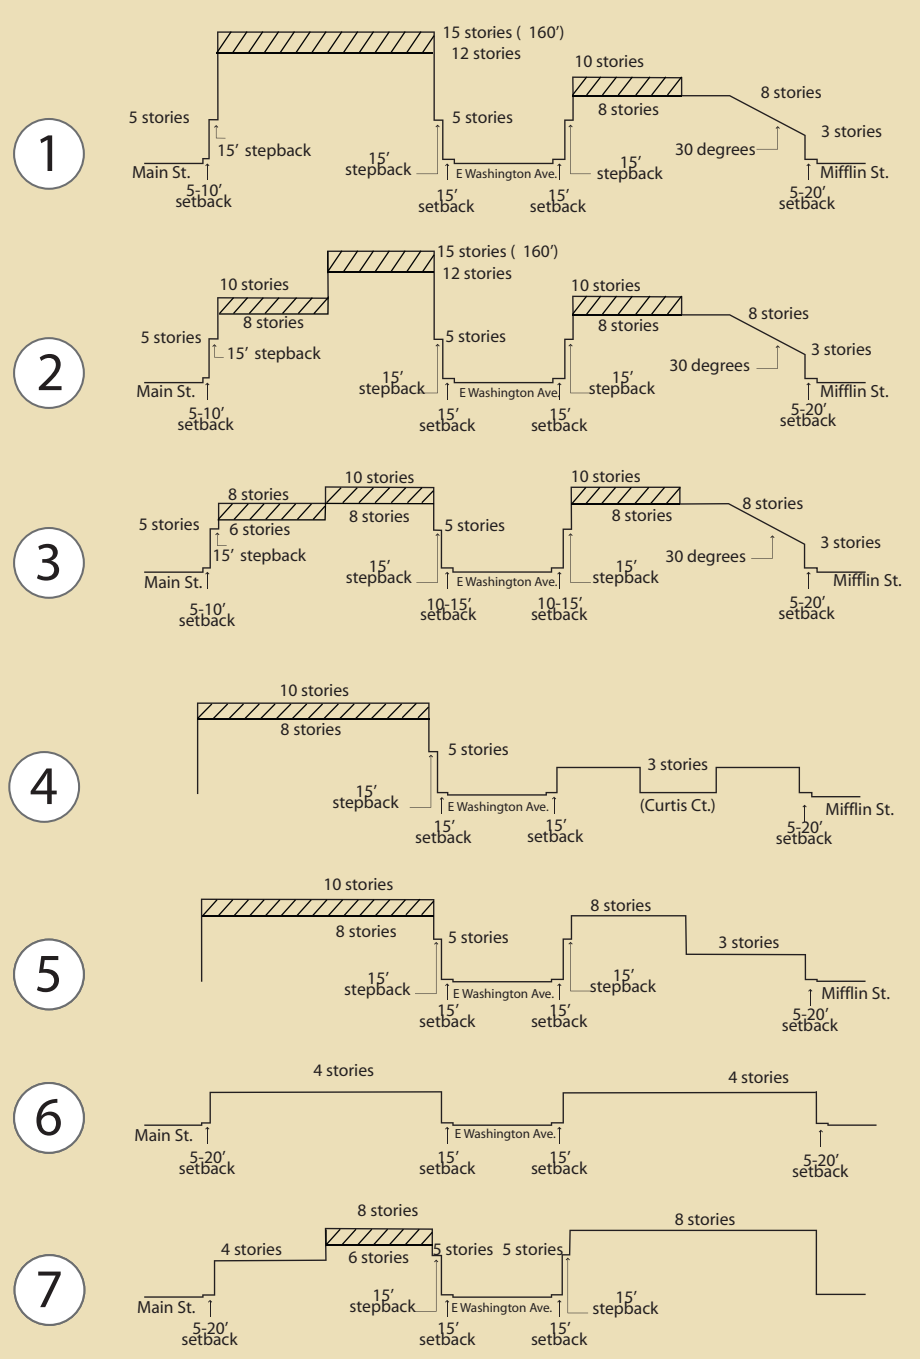 1
15 stories ( 160')
12 stories
10 stories
8 stories
8 stories
5 stories
5 stories
3 stories
15' stepback
15'
stepback
15'
stepback
30 degrees
Main St.
E Washington Ave.
Mifflin St.
5-10'
setback
15'
setback
15'
setback
5-20'
setback
2
15 stories ( 160')
12 stories
10 stories
8 stories
10 stories
8 stories
8 stories
5 stories
5 stories
3 stories
15' stepback
15'
stepback
15'
stepback
30 degrees
Main St.
E Washington Ave.
Mifflin St.
5-10'
setback
15'
setback
15'
setback
5-20'
setback
3
8 stories
6 stories
10 stories
8 stories
10 stories
8 stories
8 stories
5 stories
5 stories
3 stories
15' stepback
15'
stepback
15'
stepback
30 degrees
Main St.
E Washington Ave.
Mifflin St.
5-10'
setback
10-15'
setback
10-15'
setback
5-20'
setback
4
10 stories
8 stories
5 stories
3 stories
15'
stepback
E Washington Ave.
(Curtis Ct.)
Mifflin St.
15'
setback
15'
setback
5-20'
setback
5
10 stories
8 stories
5 stories
8 stories
3 stories
15'
stepback
15'
stepback
E Washington Ave.
Mifflin St.
15'
setback
15'
setback
5-20'
setback
6
4 stories
4 stories
Main St.
E Washington Ave.
5-20'
setback
15'
setback
15'
setback
5-20'
setback
7
8 stories
6 stories
4 stories
5 stories
5 stories
8 stories
15'
stepback
15'
stepback
Main St.
E Washington Ave.
5-20'
setback
15'
setback
15'
setback